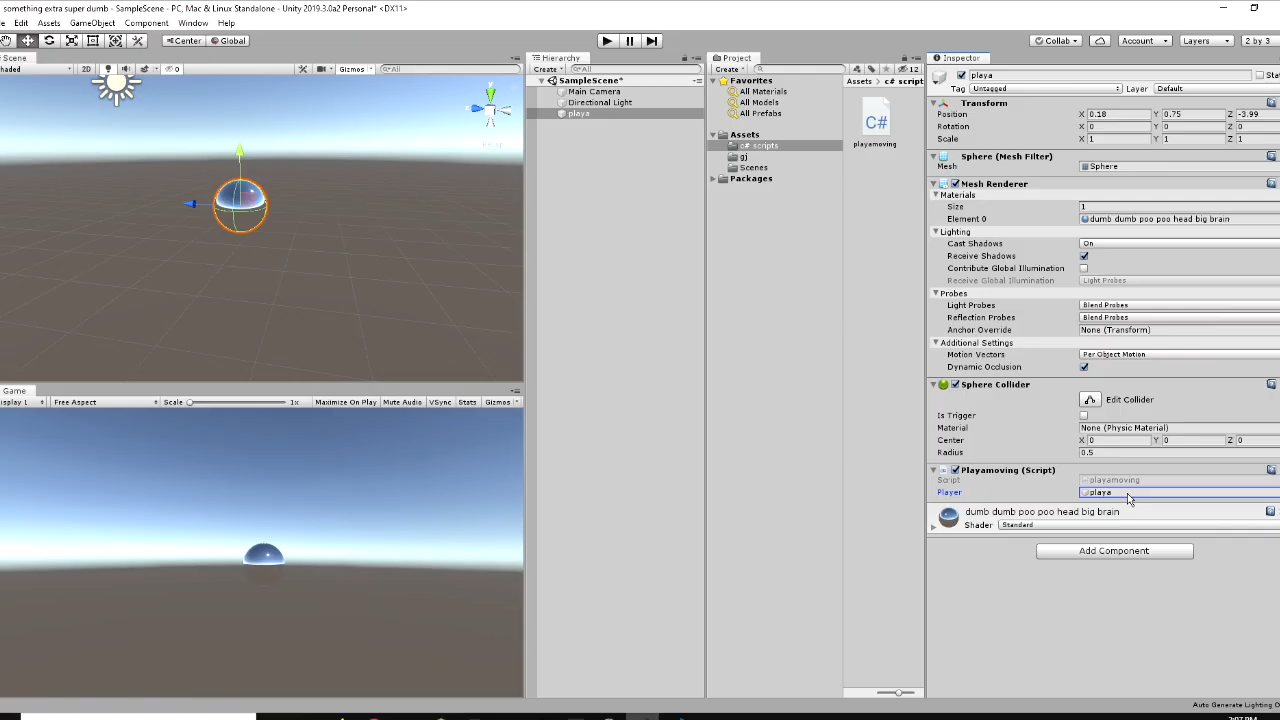 something extra super dumb - SampleScene - PC, Mac & Linux Standalone - Unity 2019.3.0a2 Personal* <DX11>
Edit Assets GameObject Component Window Help
Center Global
Collab Account Layers 2 by 3
Scene
2D 0 Gizmos All
y
Game
Free Aspect Scale 1x Maximize On Play Mute Audio VSync Stats Gizmos
Hierarchy
Create All
SampleScene*
Main Camera
Directional Light
playa
Project
Create 12
Favorites
All Materials
All Models
All Prefabs
Assets
c# scripts
gj
Scenes
Packages
Assets c# script
C#
playamoving
Inspector
playa
Tag Untagged Layer Default
Transform
Position X 0.18 Y 0.75 Z -3.99
Rotation X 0 Y 0 Z 0
Scale X 1 Y 1 Z 1
Sphere (Mesh Filter)
Mesh Sphere
Mesh Renderer
Materials
Size 1
Element 0 dumb dumb poo poo head big brain
Lighting
Cast Shadows On
Receive Shadows
Contribute Global Illumination
Receive Global Illumination Light Probes
Probes
Light Probes Blend Probes
Reflection Probes Blend Probes
Anchor Override None (Transform)
Additional Settings
Motion Vectors Per Object Motion
Dynamic Occlusion
Sphere Collider
Edit Collider
Is Trigger
Material None (Physic Material)
Center X 0 Y 0 Z 0
Radius 0.5
Playamoving (Script)
Script playamoving
Player playa
dumb dumb poo poo head big brain
Shader Standard
Add Component
Auto Generate Lighting